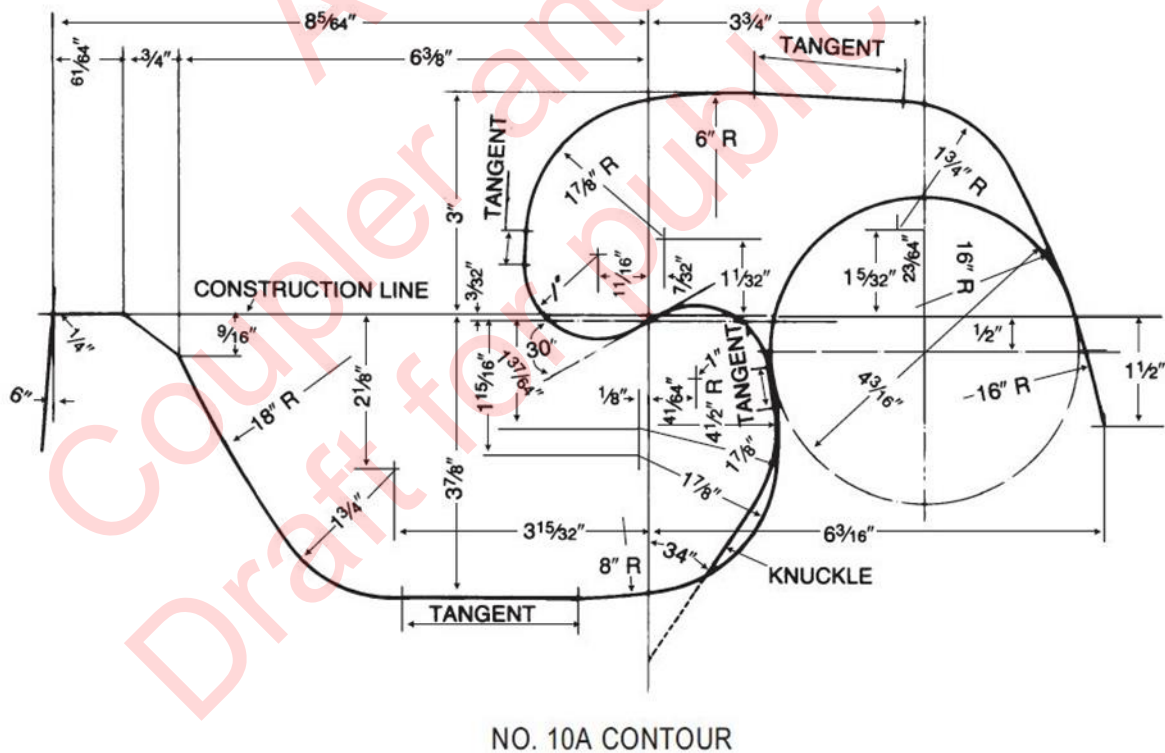 8 5/64"
3 3/4"
TANGENT
61/64"
3/4"
6 3/8"
6" R
TANGENT
1 7/8" R
1 3/4" R
3"
16" R
23/64"
1 5/32"
1"
11/16"
7/32"
1 1/32"
3/32"
CONSTRUCTION LINE
1/4"
9/16"
30'
1 37/64"
1 15/16"
2 1/8"
1/8"
41/64"
1"
4 1/2" R
TANGENT
1/2"
4 3/16"
16" R
1 1/2"
6"
18" R
3 7/8"
1 7/8"
1 7/8"
1 3/4"
3 15/32"
6 3/16"
34"
8" R
KNUCKLE
TANGENT
NO. 10A CONTOUR
Coupler and
Draft for public